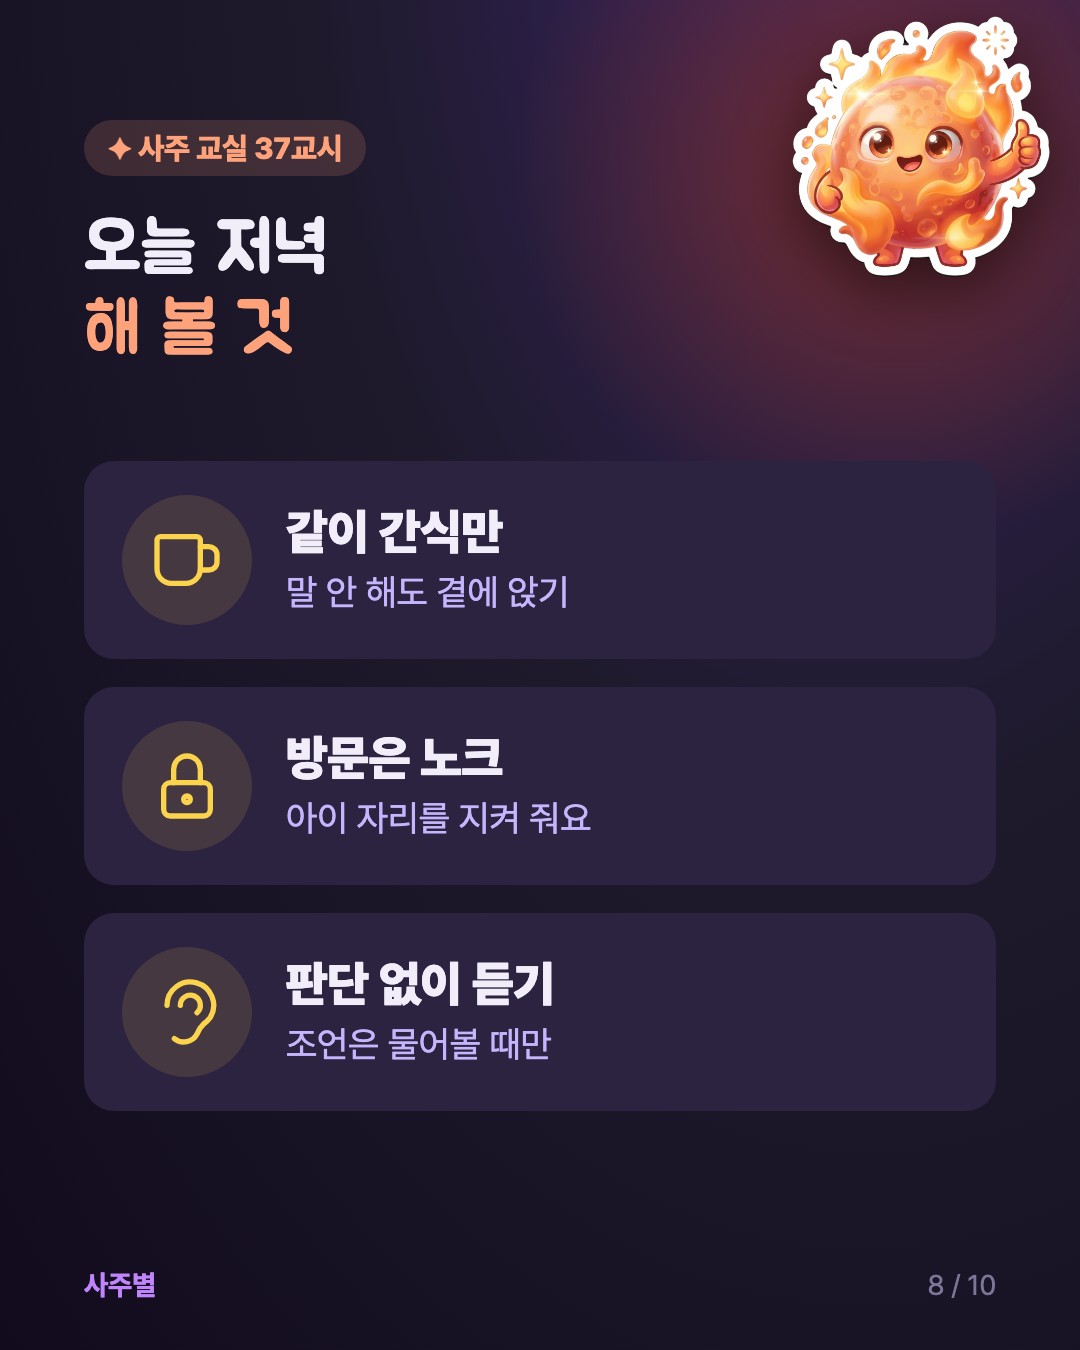 사주 교실 37교시
오늘 저녁
해 볼 것
같이 간식만
말 안 해도 곁에 앉기
방문은 노크
아이 자리를 지켜 줘요
판단 없이 듣기
조언은 물어볼 때만
사주별
8 / 10